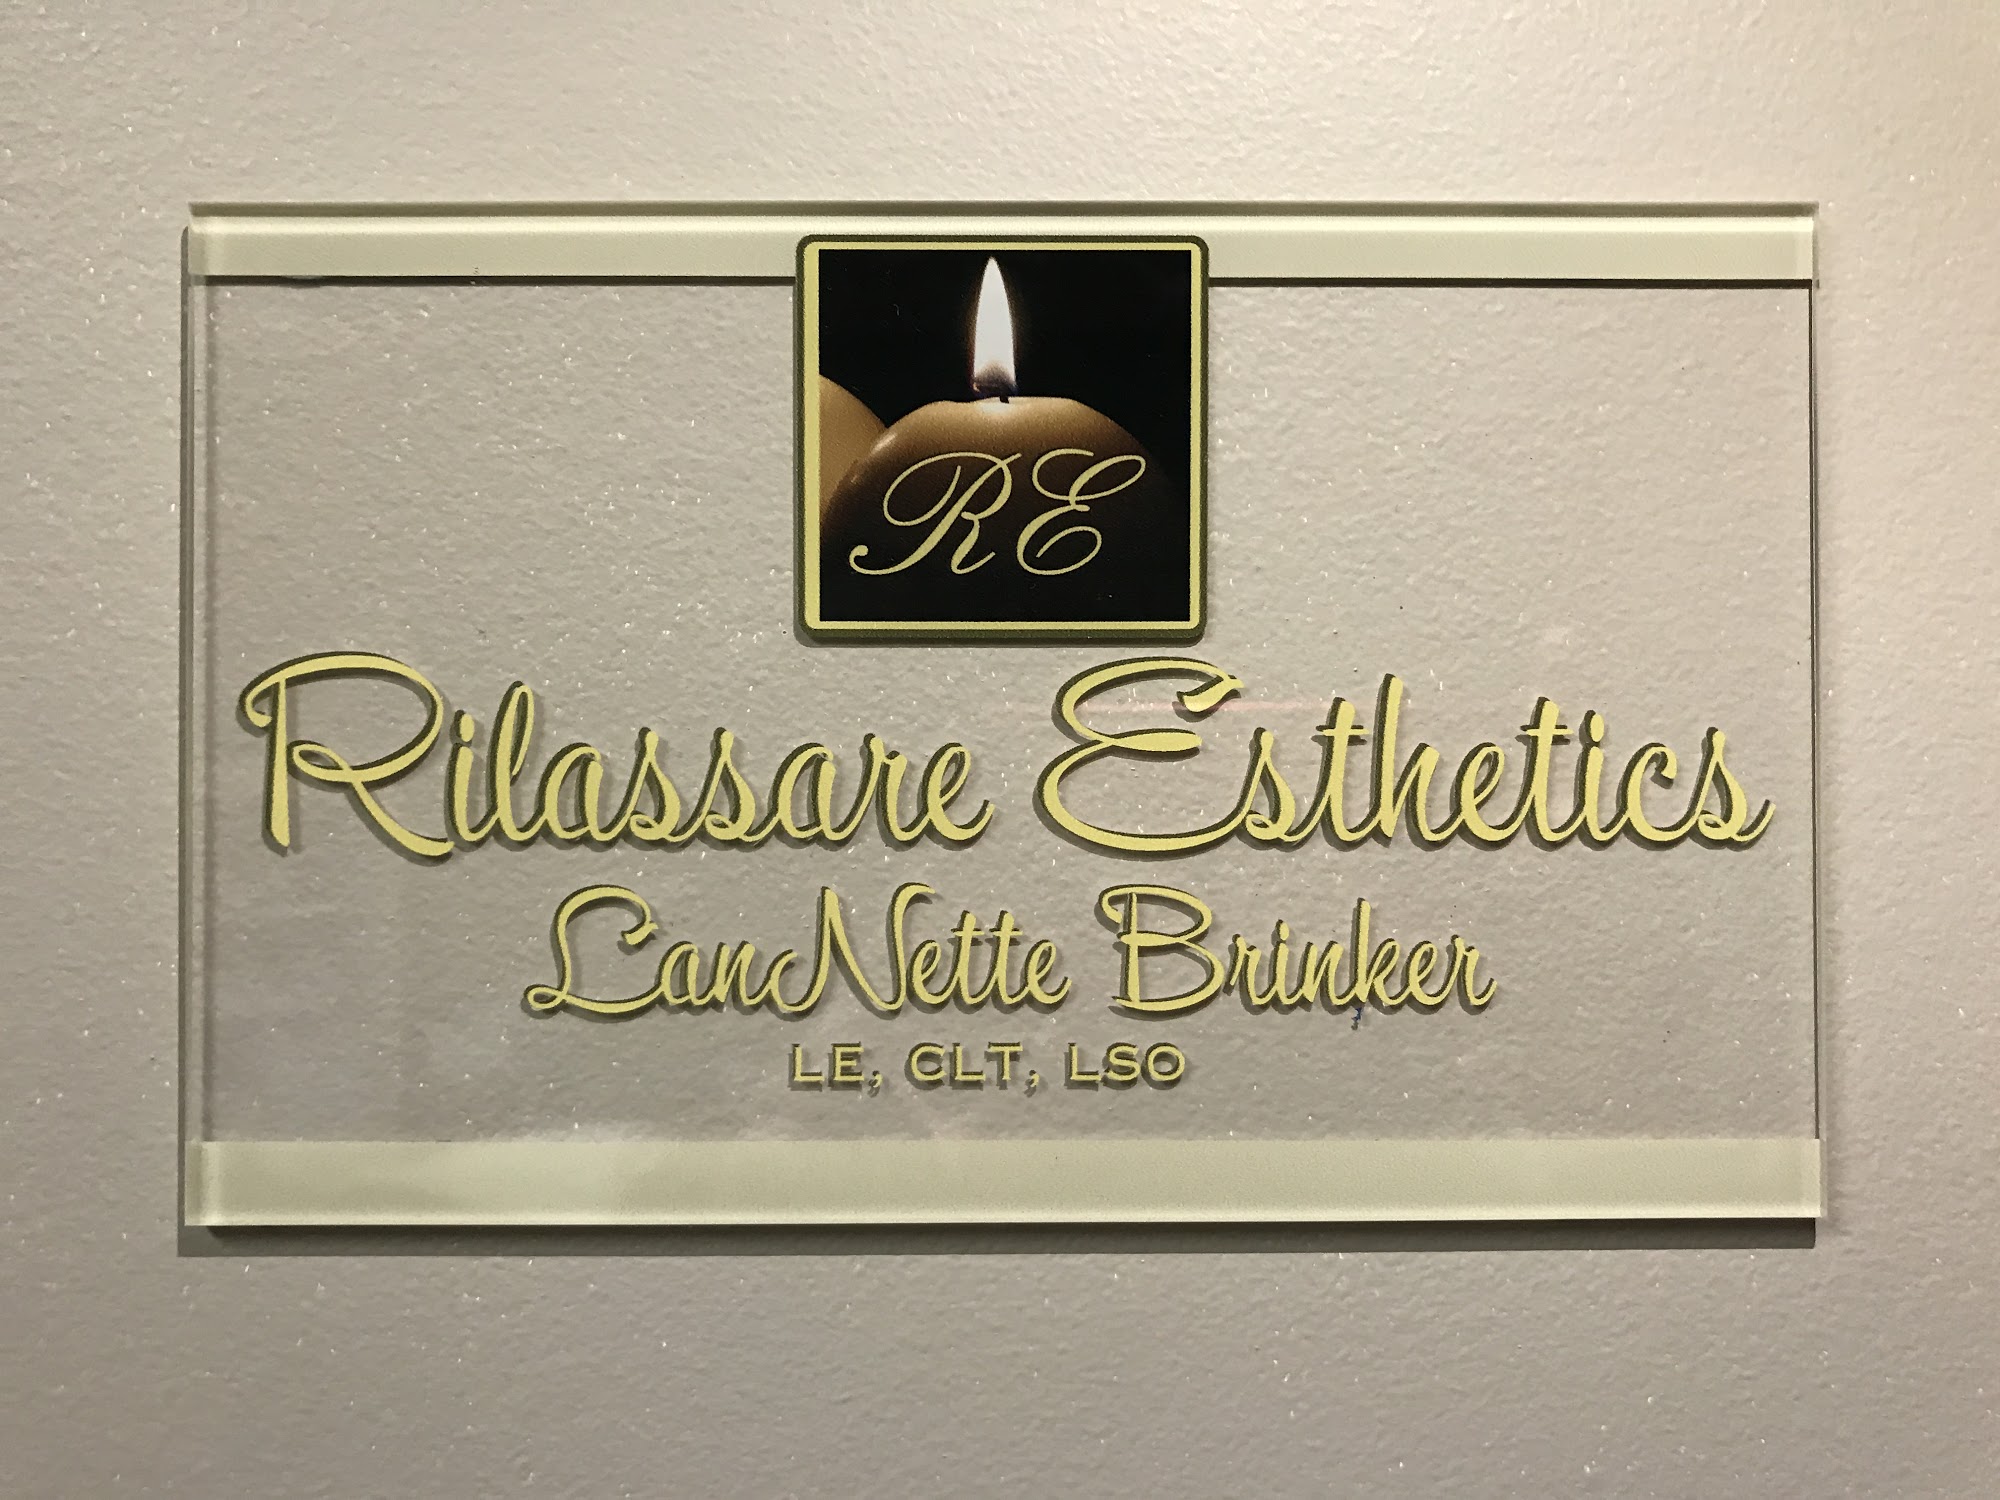 RE
Rilassare Esthetics
LanNette Brinker
LE, CLT, LSO